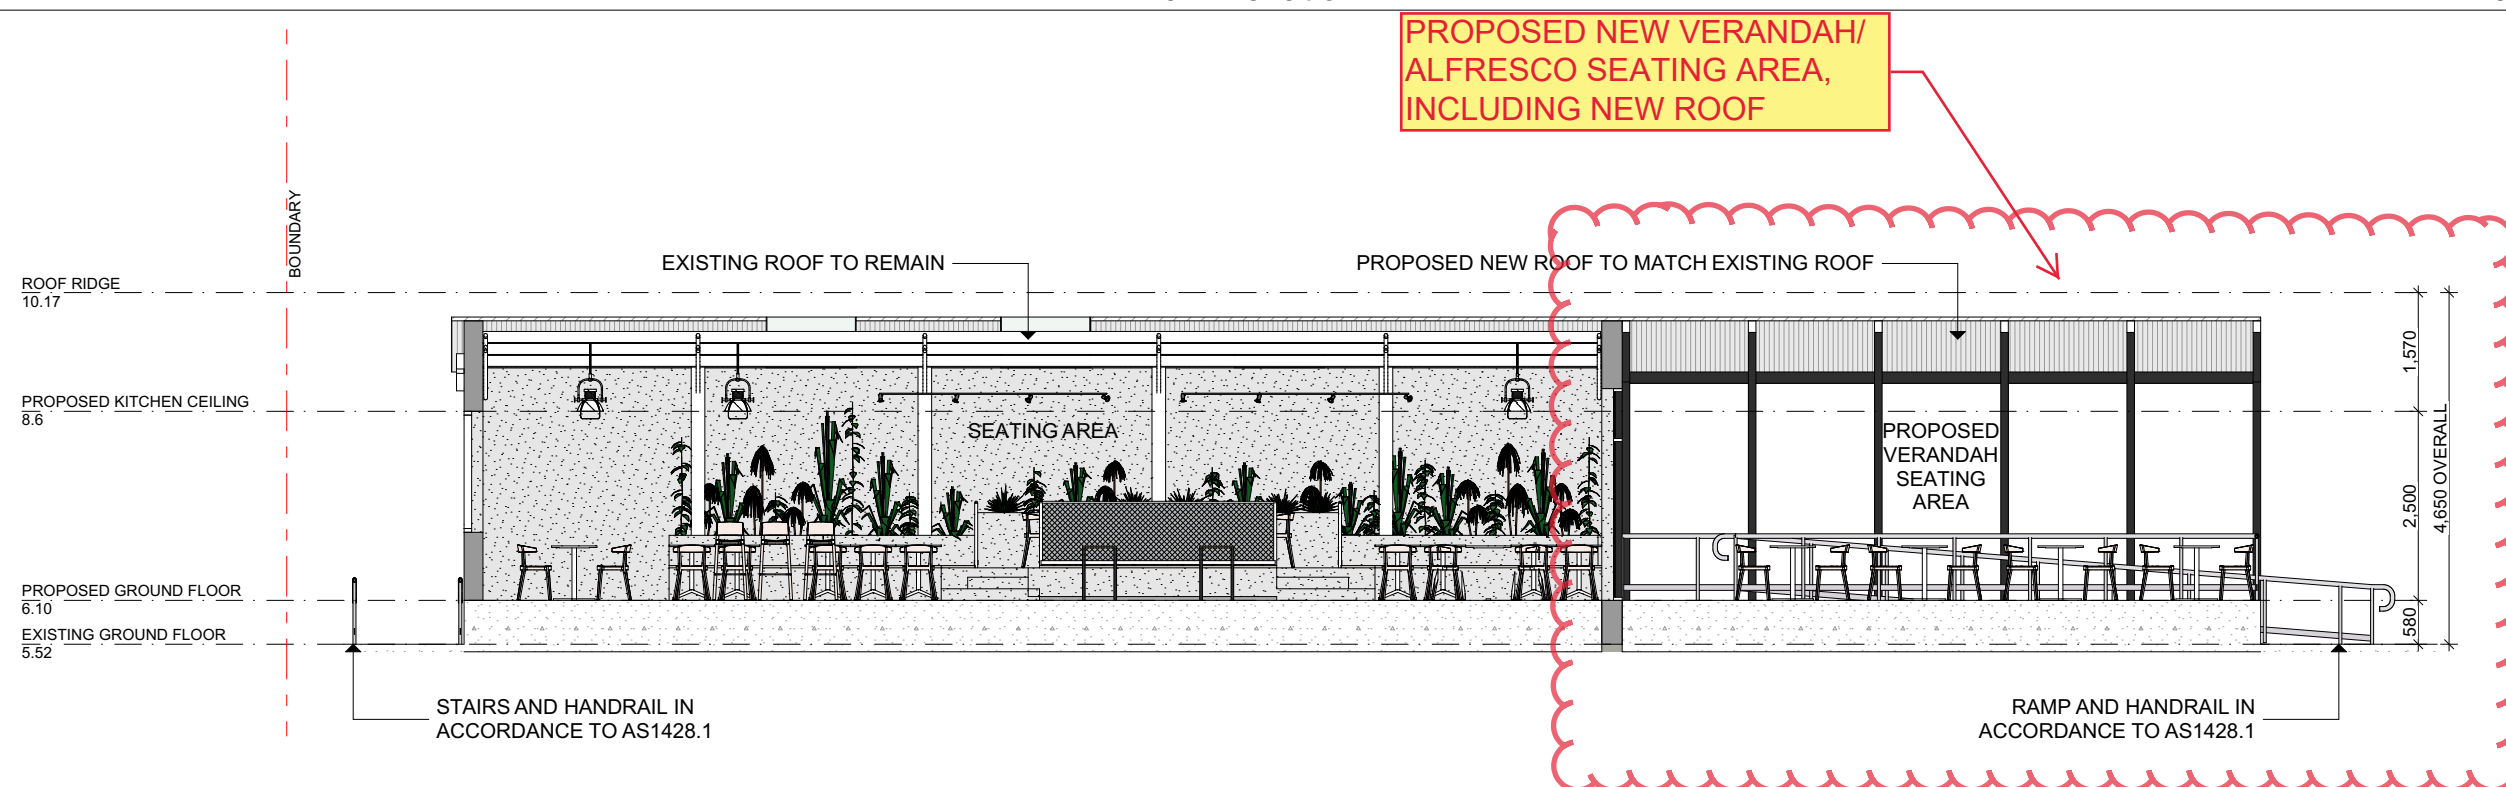 PROPOSED NEW VERANDAH/
ALFRESCO SEATING AREA,
INCLUDING NEW ROOF
BOUNDARY
EXISTING ROOF TO REMAIN
PROPOSED NEW ROOF TO MATCH EXISTING ROOF
ROOF RIDGE
10.17
1,570
PROPOSED KITCHEN CEILING
8.6
SEATING AREA
PROPOSED
VERANDAH
SEATING
AREA
2,500
4,650 OVERALL
PROPOSED GROUND FLOOR
6.10
EXISTING GROUND FLOOR
5.52
580
STAIRS AND HANDRAIL IN
ACCORDANCE TO AS1428.1
RAMP AND HANDRAIL IN
ACCORDANCE TO AS1428.1